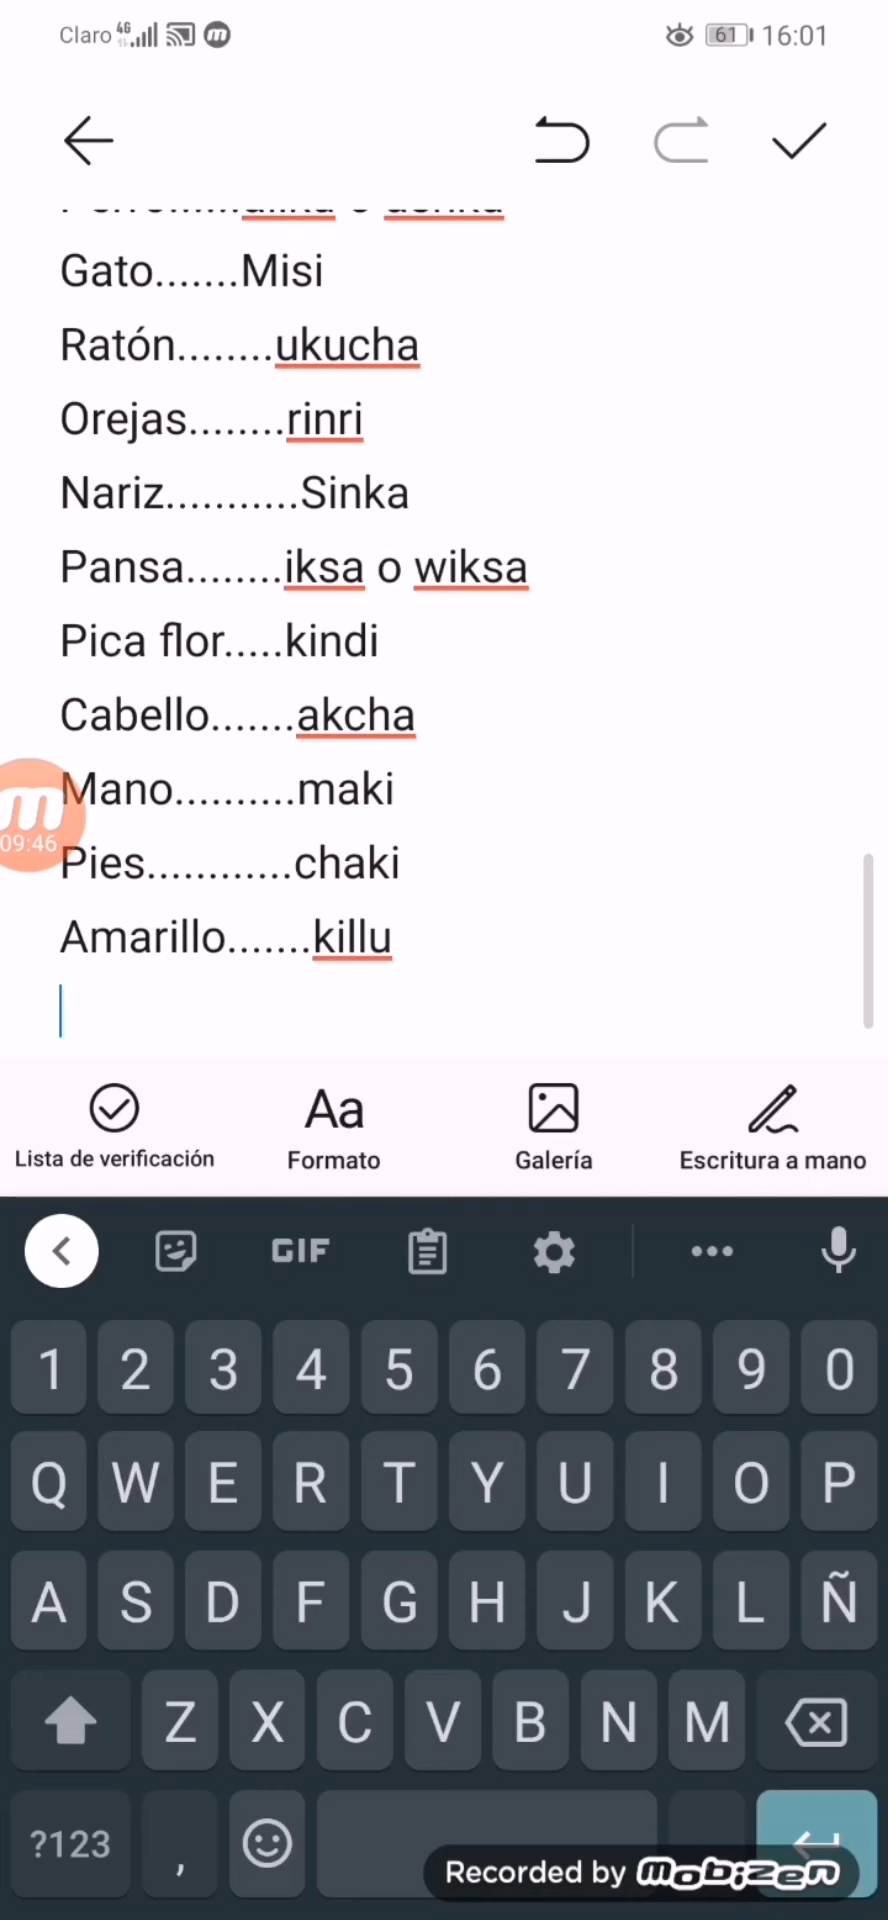 Claro 4G 61 16:01
Gato.......Misi
Ratón........ukucha
Orejas........rinri
Nariz...........Sinka
Pansa........iksa o wiksa
Pica flor.....kindi
Cabello.......akcha
Mano..........maki
09:46
Pies............chaki
Amarillo.......killu
Lista de verificación
Aa
Formato
Galería
Escritura a mano
GIF
1 2 3 4 5 6 7 8 9 0
Q W E R T Y U I O P
A S D F G H J K L Ñ
Z X C V B N M
?123 ,
Recorded by mobizen